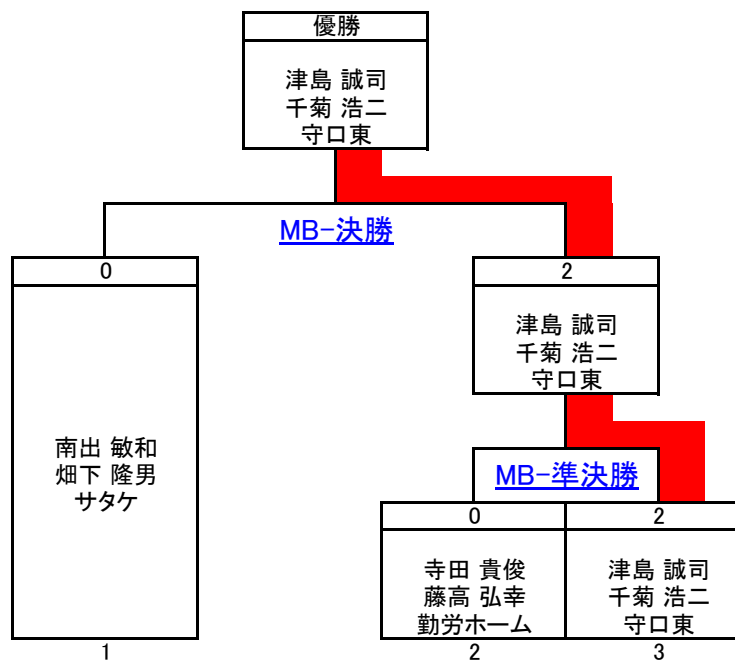 優勝
津島 誠司
千菊 浩二
守口東
MB-決勝
0
2
南出 敏和
畑下 隆男
サタケ
津島 誠司
千菊 浩二
守口東
MB-準決勝
0
2
寺田 貴俊
藤高 弘幸
勤労ホーム
津島 誠司
千菊 浩二
守口東
1
2
3